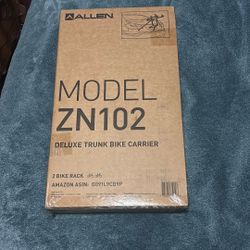 ALLEN
MODEL
ZN102
DELUXE TRUNK BIKE CARRIER
2 BIKE RACK
AMAZON ASIN: